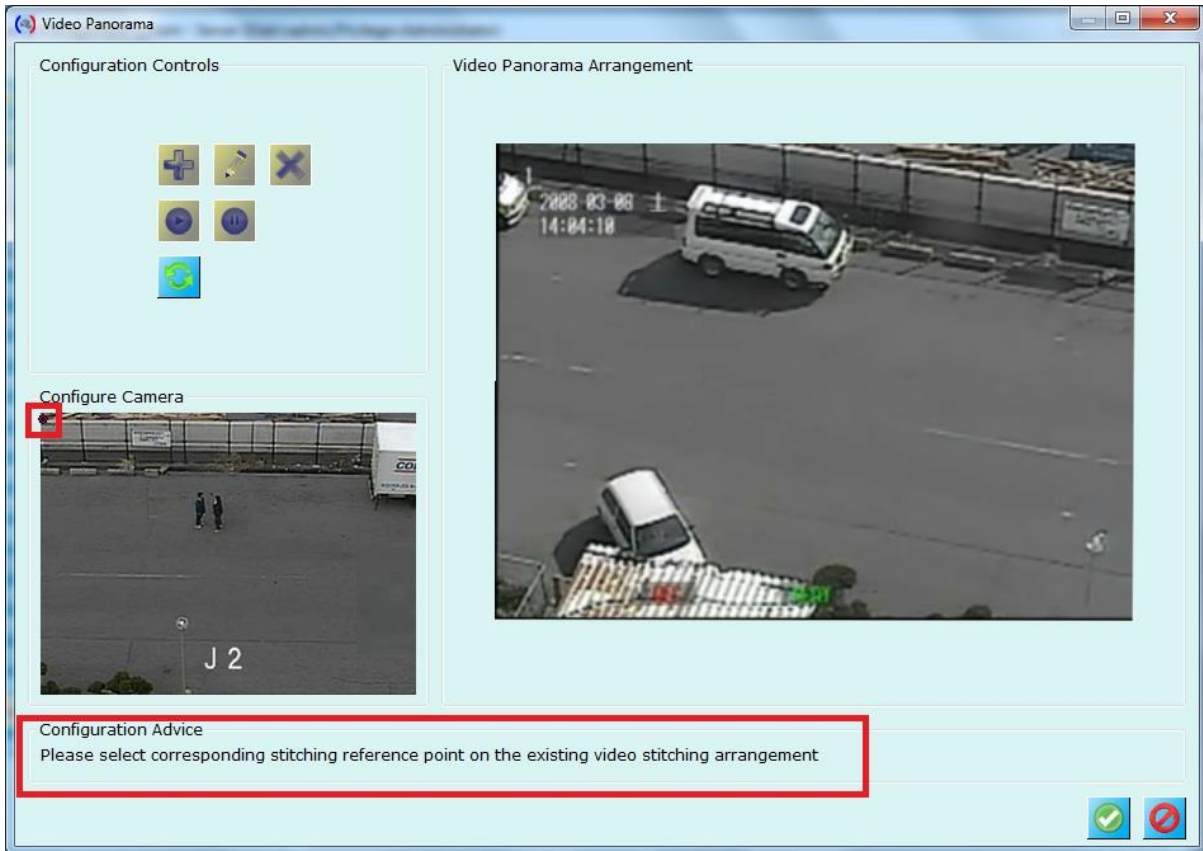 Video Panorama
Configuration Controls
Video Panorama Arrangement
2008 03 08
14:04:10
Configure Camera
J 2
Configuration Advice
Please select corresponding stitching reference point on the existing video stitching arrangement